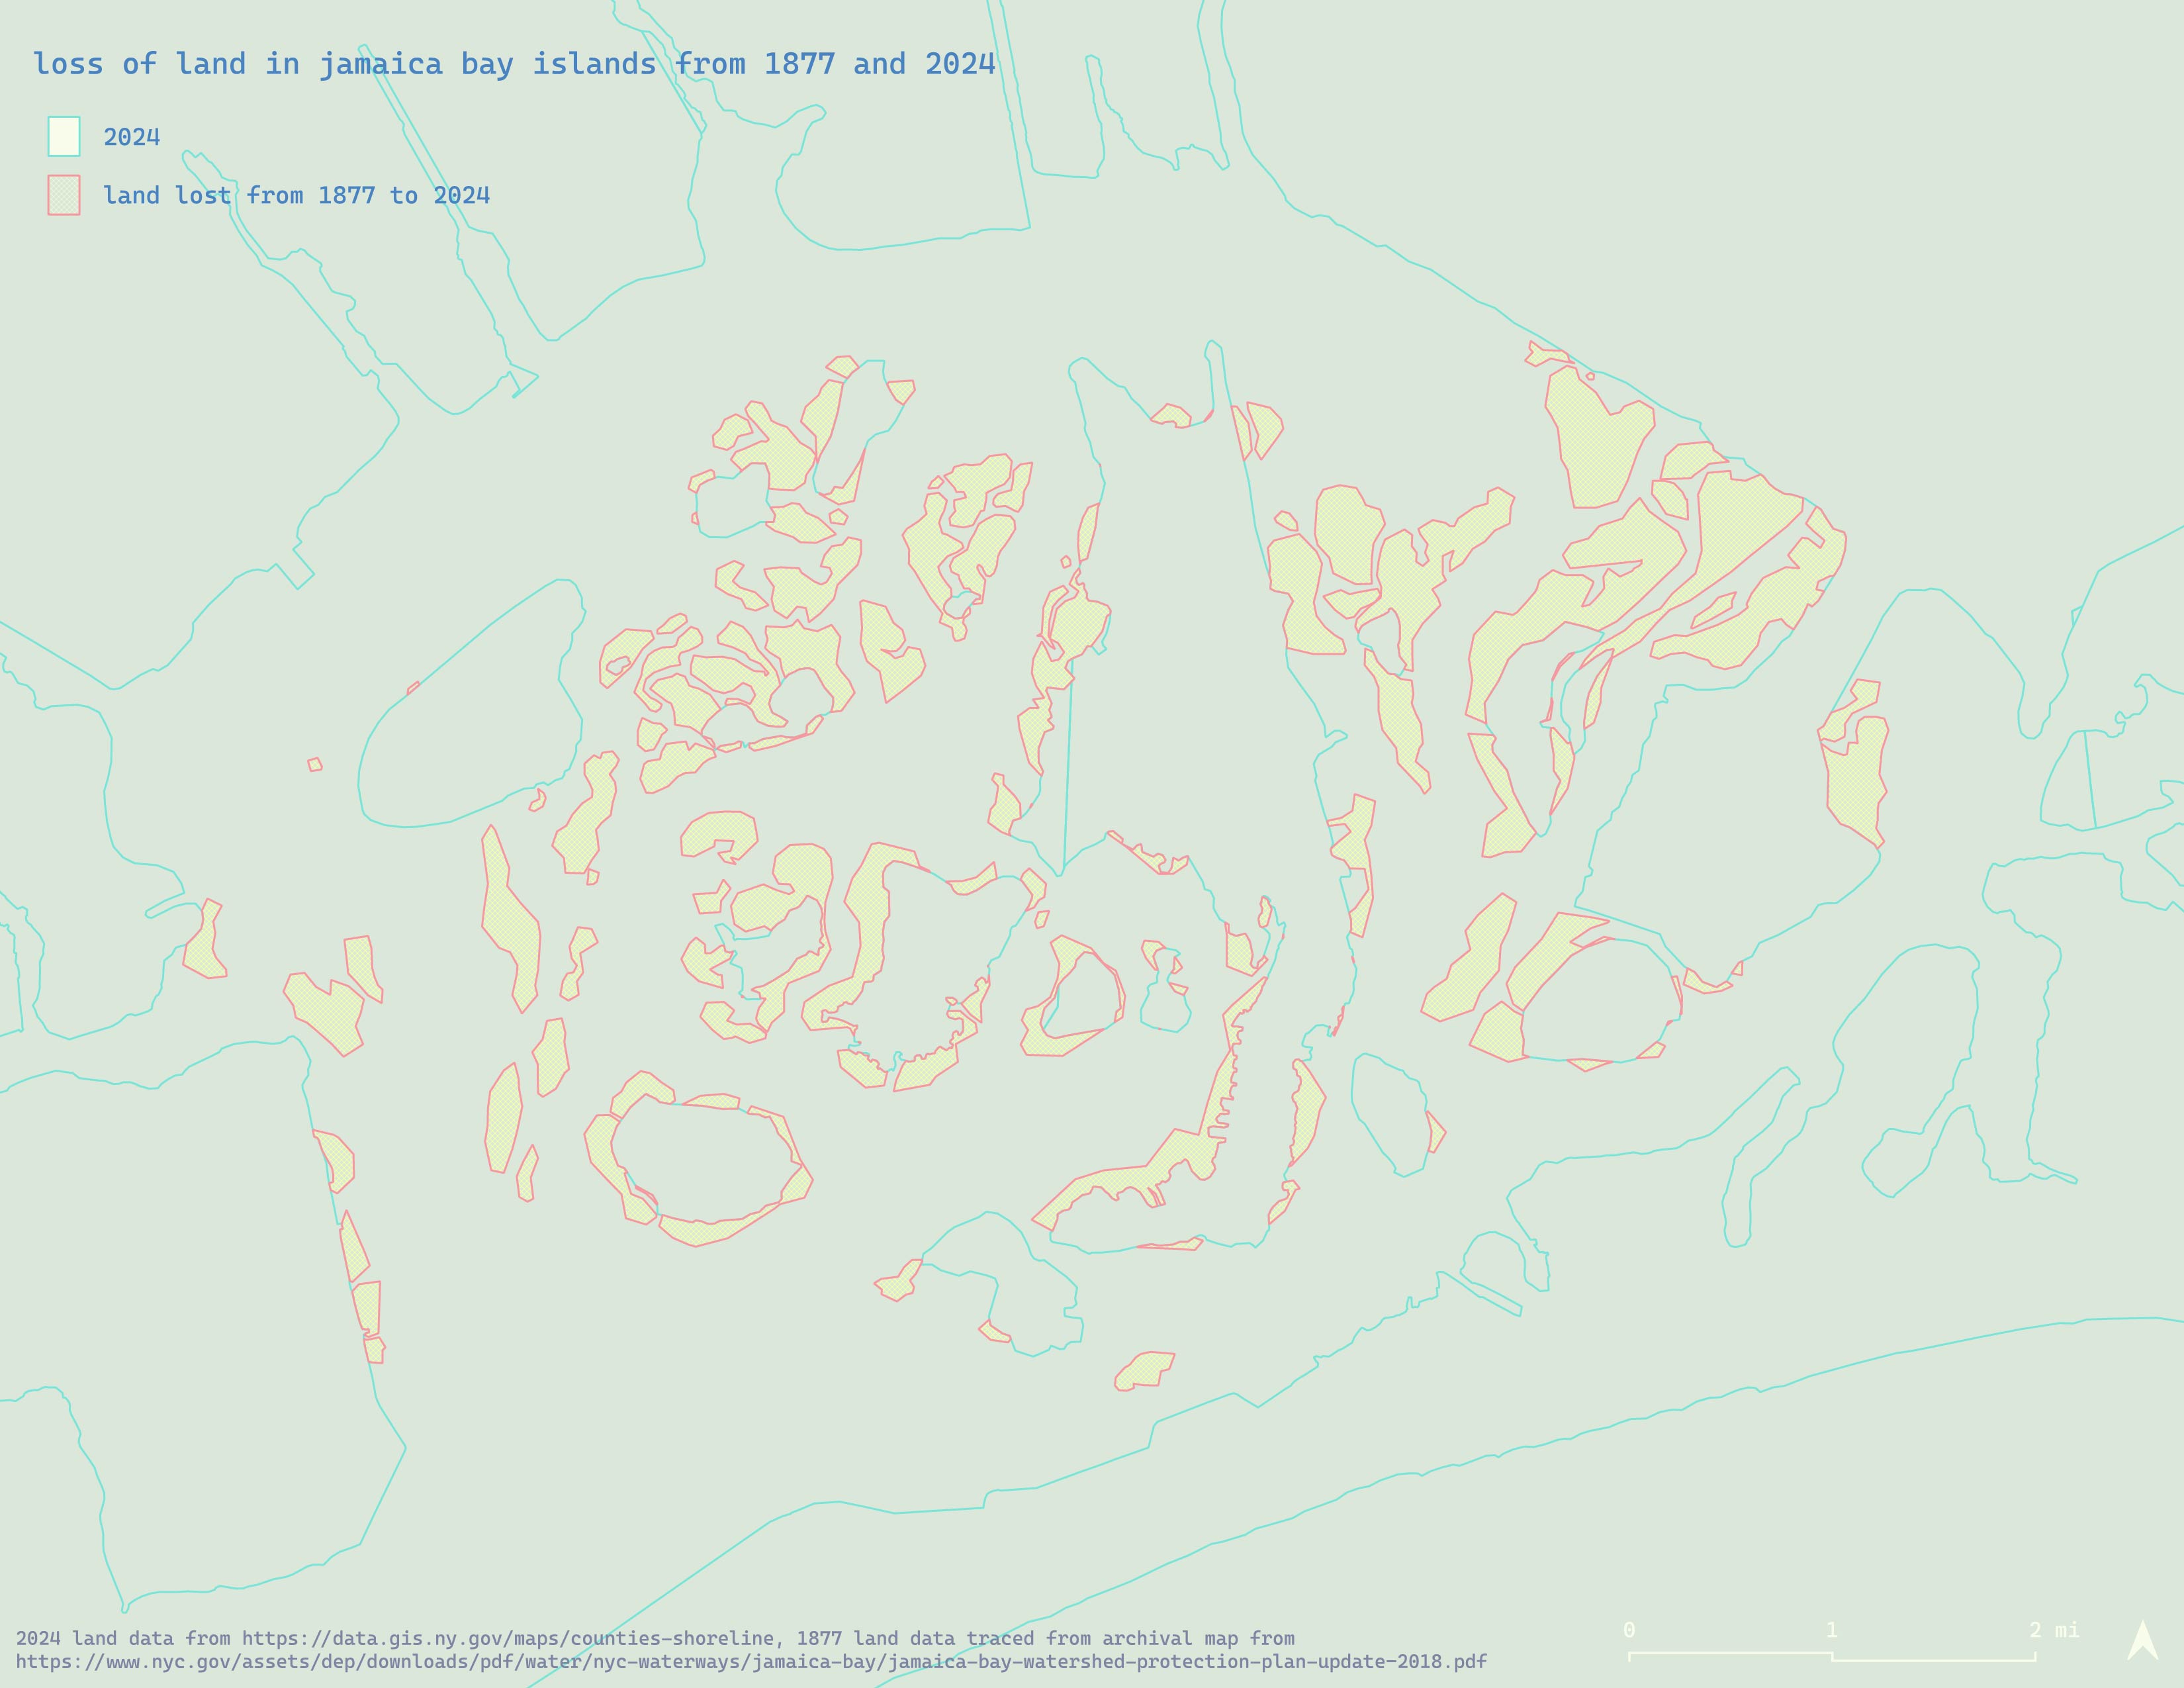 loss of land in jamaica bay islands from 1877 and 2024
2024
land lost from 1877 to 2024
0 1 2 mi
2024 land data from https://data.gis.ny.gov/maps/counties-shoreline, 1877 land data traced from archival map from
https://www.nyc.gov/assets/dep/downloads/pdf/water/nyc-waterways/jamaica-bay/jamaica-bay-watershed-protection-plan-update-2018.pdf